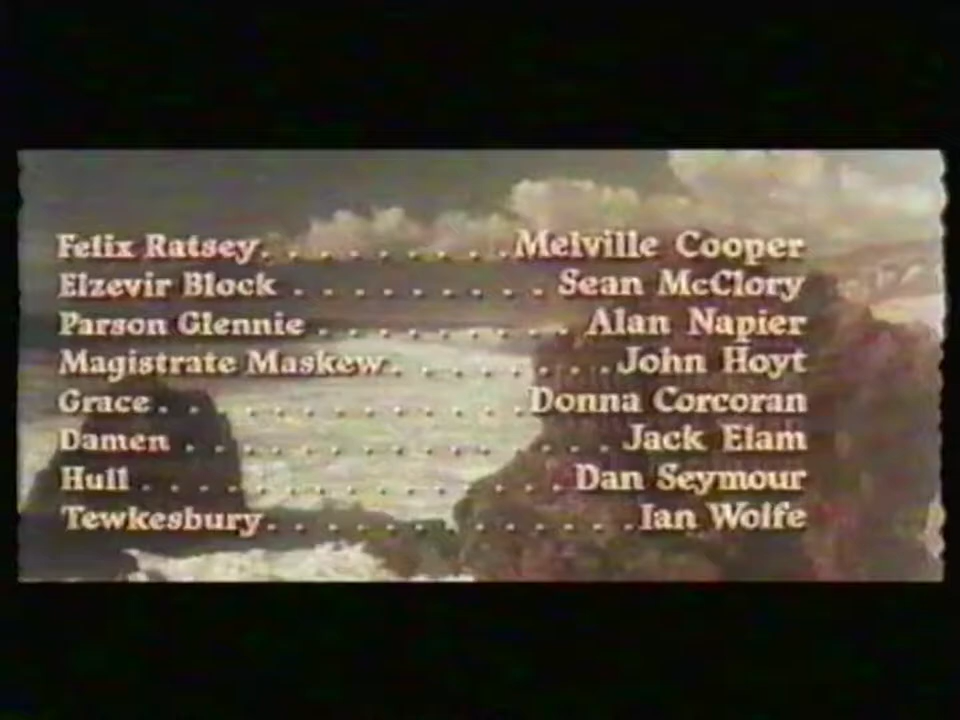 Felix Ratsey. . . . . . . . .Melville Cooper
Elzevir Block . . . . . . . . . Sean McClory
Parson Glennie . . . . . . . . . Alan Napier
Magistrate Maskew. . . . . . . .John Hoyt
Grace. . . . . . . . . . . . .Donna Corcoran
Damen . . . . . . . . . . . . . Jack Elam
Hull . . . . . . . . . . . . . . Dan Seymour
Tewkesbury. . . . . . . . . . . . .Ian Wolfe